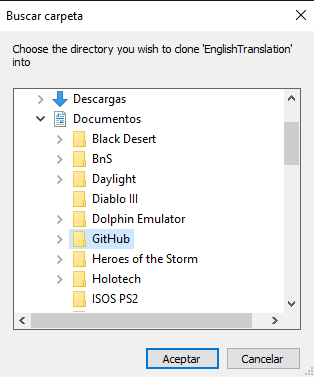 Buscar carpeta
Choose the directory you wish to clone 'EnglishTranslation'
into
Descargas
Documentos
Black Desert
BnS
Daylight
Diablo III
Dolphin Emulator
GitHub
Heroes of the Storm
Holotech
ISOS PS2
Aceptar
Cancelar